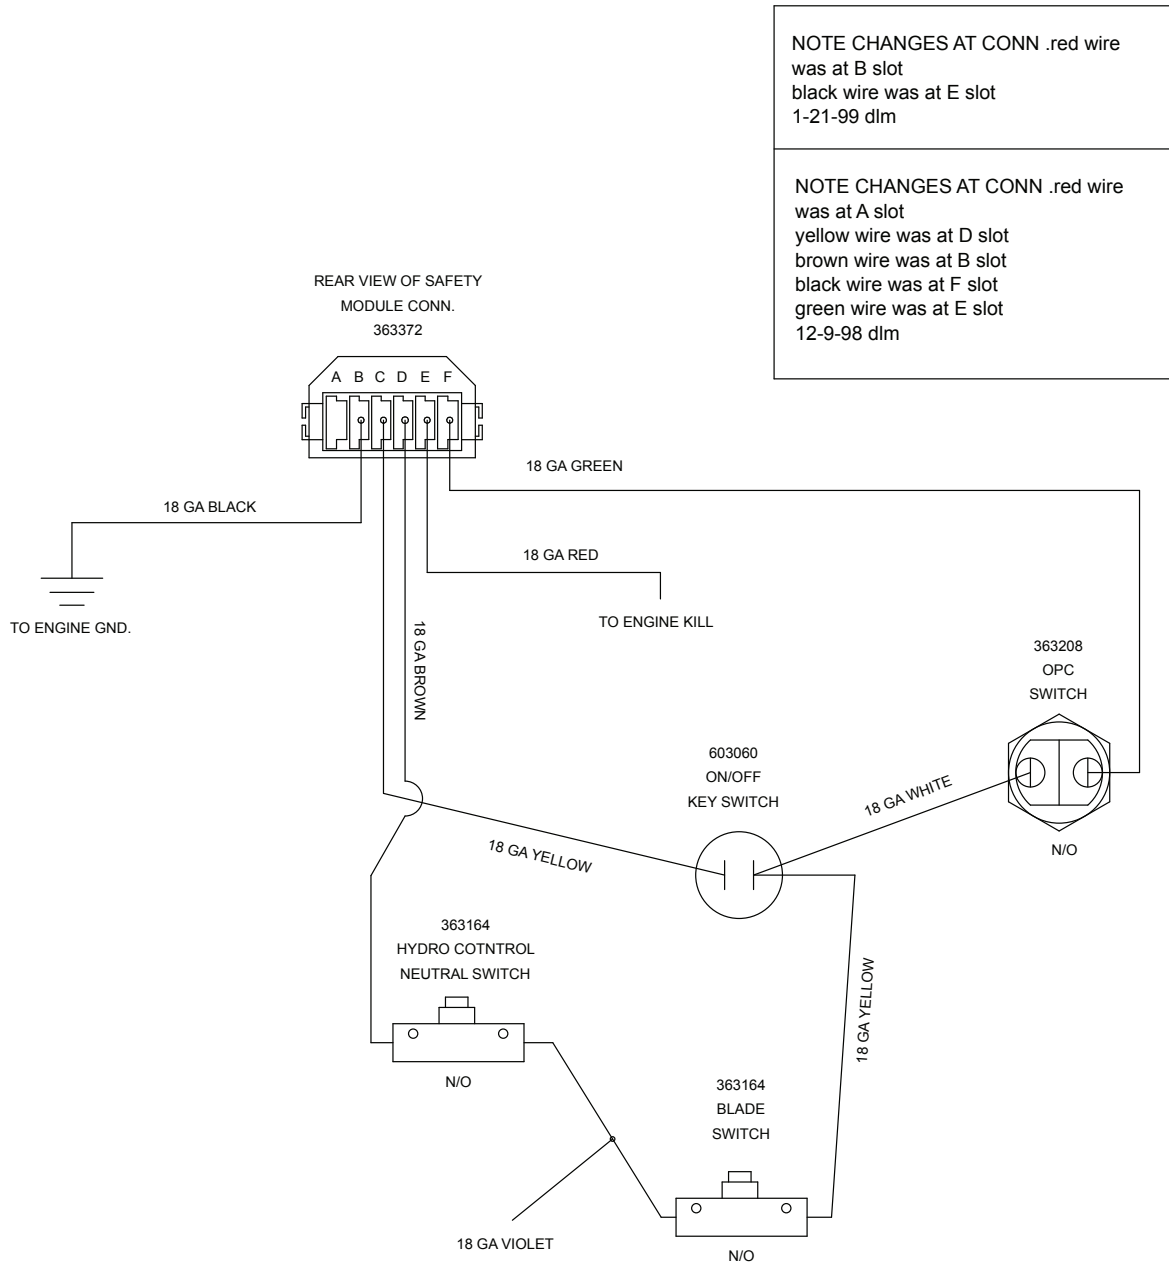 NOTE CHANGES AT CONN .red wire
was at B slot
black wire was at E slot
1-21-99 dlm
NOTE CHANGES AT CONN .red wire
was at A slot
yellow wire was at D slot
brown wire was at B slot
black wire was at F slot
green wire was at E slot
12-9-98 dlm
REAR VIEW OF SAFETY
MODULE CONN.
363372
A B C D E F
18 GA GREEN
18 GA BLACK
18 GA RED
TO ENGINE GND.
TO ENGINE KILL
18 GA BROWN
363208
OPC
SWITCH
N/O
603060
ON/OFF
KEY SWITCH
18 GA WHITE
18 GA YELLOW
363164
HYDRO COTNTROL
NEUTRAL SWITCH
N/O
18 GA YELLOW
363164
BLADE
SWITCH
N/O
18 GA VIOLET